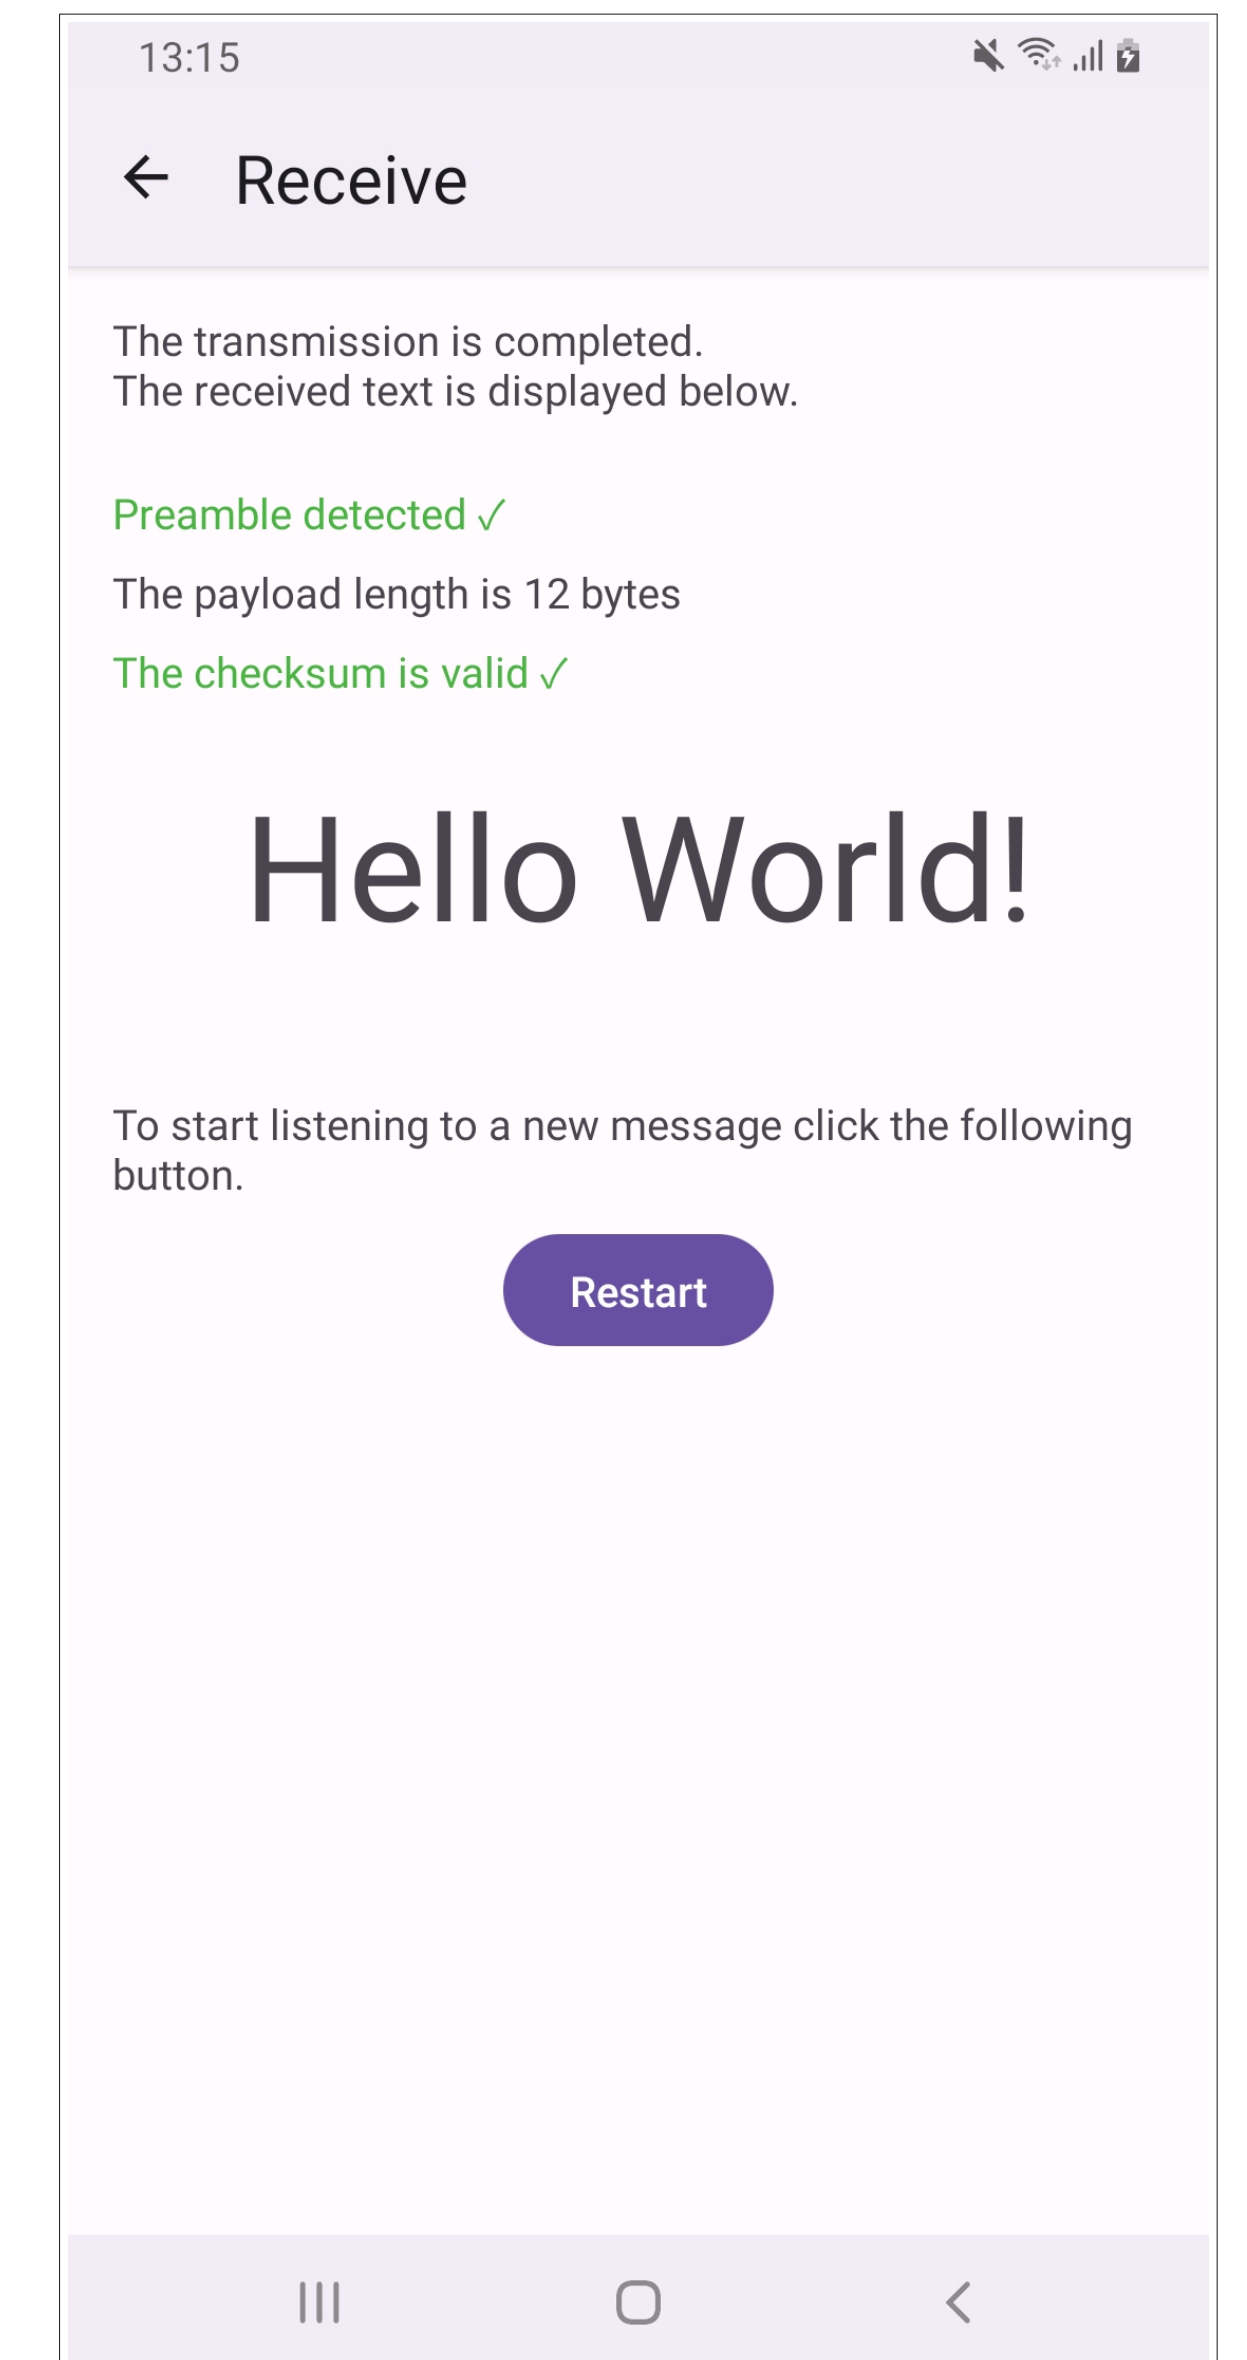 13:15
Receive
The transmission is completed.
The received text is displayed below.
Preamble detected ✓
The payload length is 12 bytes
The checksum is valid ✓
Hello World!
To start listening to a new message click the following
button.
Restart